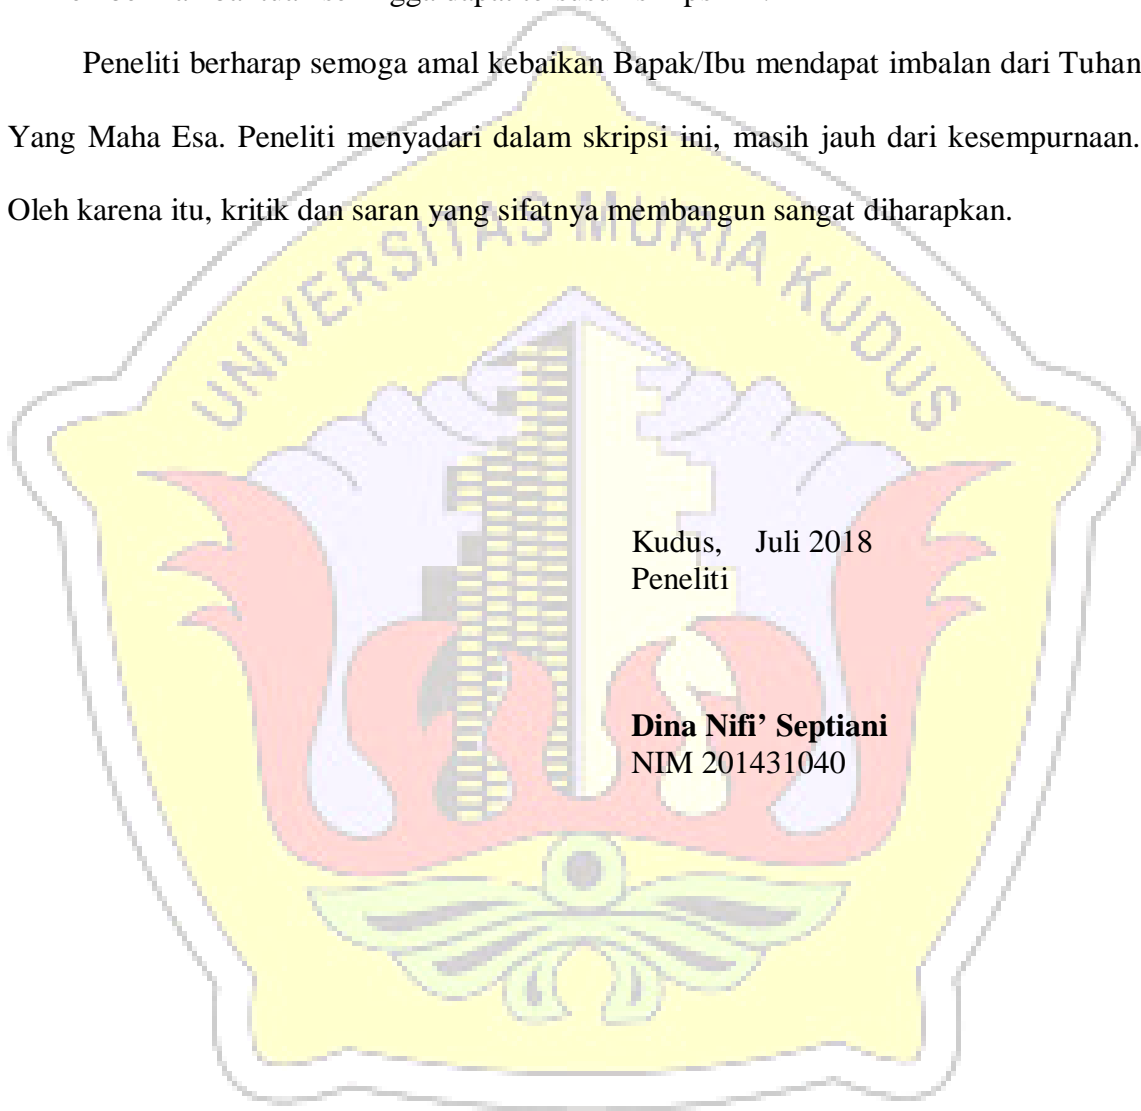 Peneliti berharap semoga amal kebaikan Bapak/Ibu mendapat imbalan dari Tuhan
Yang Maha Esa. Peneliti menyadari dalam skripsi ini, masih jauh dari kesempurnaan.
Oleh karena itu, kritik dan saran yang sifatnya membangun sangat diharapkan.
UNIVERSITAS MURIA KUDUS
Kudus, Juli 2018
Peneliti
Dina Nifi’ Septiani
NIM 201431040